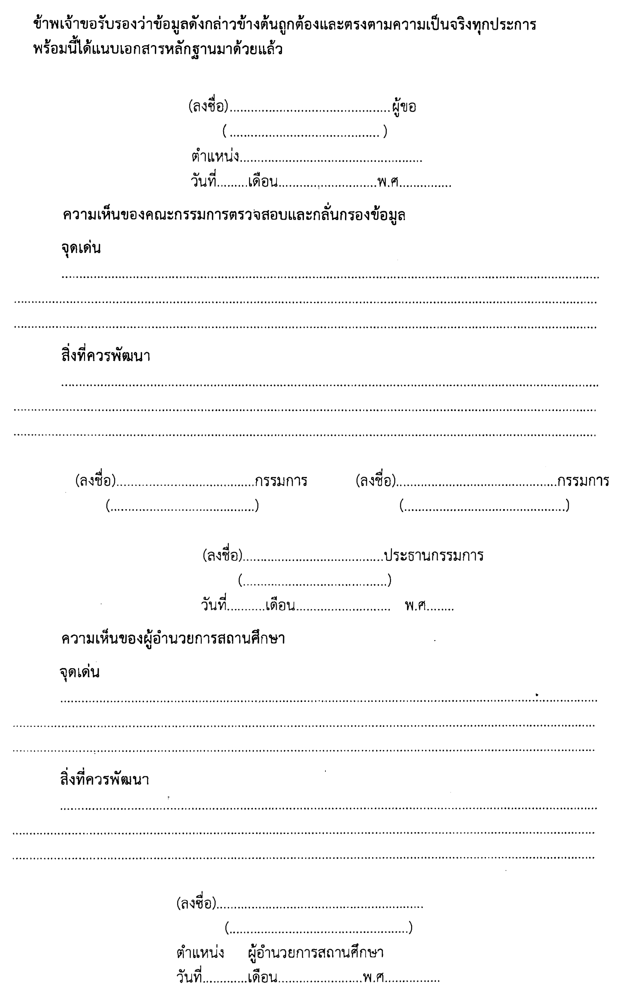 ข้าพเจ้าขอรับรองว่าข้อมูลดังกล่าวข้างต้นถูกต้องและตรงตามความเป็นจริงทุกประการ
พร้อมนี้ได้แนบเอกสารหลักฐานมาด้วยแล้ว
(ลงชื่อ)..............................................ผู้ขอ
(...........................................)
ตำแหน่ง....................................................
วันที่.........เดือน............................พ.ศ...............
ความเห็นของคณะกรรมการตรวจสอบและกลั่นกรองข้อมูล
จุดเด่น
................................................................................
................................................................................
................................................................................
สิ่งที่ควรพัฒนา
................................................................................
................................................................................
................................................................................
(ลงชื่อ).......................................กรรมการ (ลงชื่อ)..............................................กรรมการ
(.........................................) (..............................................)
(ลงชื่อ)........................................ประธานกรรมการ
(.........................................)
วันที่...........เดือน........................... พ.ศ........
ความเห็นของผู้อำนวยการสถานศึกษา
จุดเด่น
................................................................................
................................................................................
................................................................................
สิ่งที่ควรพัฒนา
................................................................................
................................................................................
................................................................................
(ลงชื่อ)...........................................................
(...................................................)
ตำแหน่ง ผู้อำนวยการสถานศึกษา
วันที่.............เดือน........................พ.ศ................